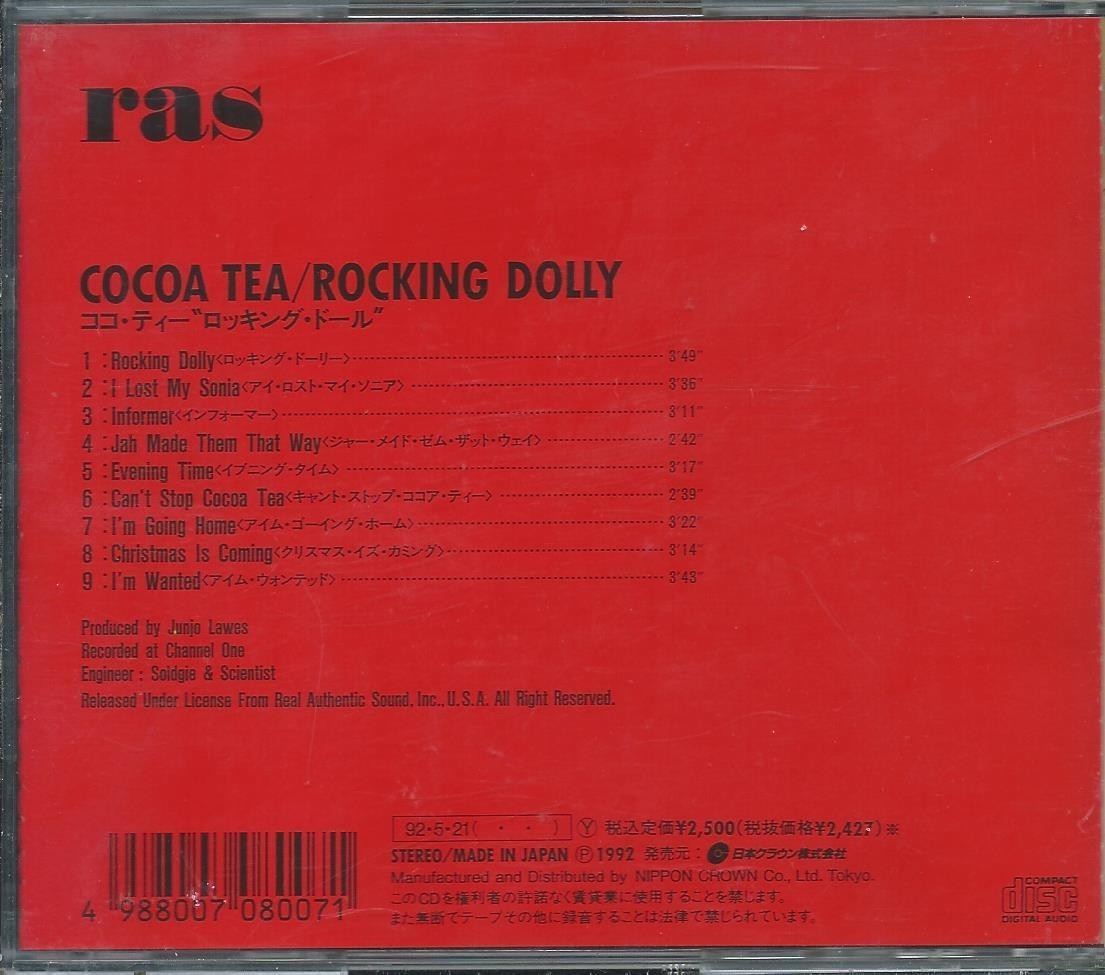 ras
COCOA TEA/ROCKING DOLLY
ココ・ティー"ロッキング・ドール"
1 : Rocking Dolly〈ロッキング・ドーリー〉 3'49"
2 : I Lost My Sonia〈アイ・ロスト・マイ・ソニア〉 3'36"
3 : Informer〈インフォーマー〉 3'11"
4 : Jah Made Them That Way〈ジャー・メイド・ゼム・ザット・ウェイ〉 2'42"
5 : Evening Time〈イブニング・タイム〉 3'17"
6 : Can't Stop Cocoa Tea〈キャント・ストップ・ココア・ティー〉 2'39"
7 : I'm Going Home〈アイム・ゴーイング・ホーム〉 3'22"
8 : Christmas Is Coming〈クリスマス・イズ・カミング〉 3'14"
9 : I'm Wanted〈アイム・ウォンテッド〉 3'43"
Produced by Junjo Lawes
Recorded at Channel One
Engineer : Soldgie & Scientist
Released Under License From Real Authentic Sound, Inc., U.S.A. All Right Reserved.
92・5・21( ・ ・ ) Ⓨ 税込定価¥2,500(税抜価格¥2,427)※
STEREO/MADE IN JAPAN Ⓟ1992 発売元 : 日本クラウン株式会社
Manufactured and Distributed by NIPPON CROWN Co., Ltd. Tokyo.
このCDを権利者の許諾なく賃貸業に使用することを禁じます。
また無断でテープその他に録音することは法律で禁じられています。
4 988007 080071
COMPACT
disc
DIGITAL AUDIO